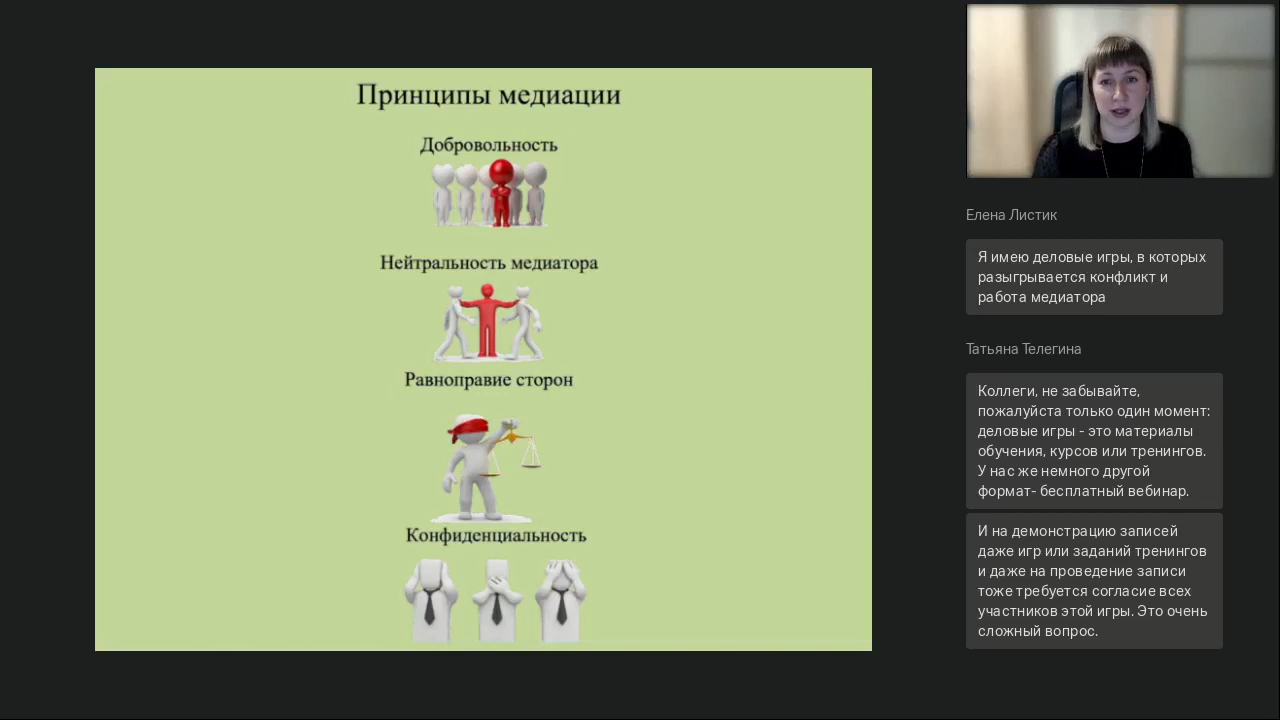 Принципы медиации
Добровольность
Нейтральность медиатора
Равноправие сторон
Конфиденциальность
Елена Листик
Я имею деловые игры, в которых
разыгрывается конфликт и
работа медиатора
Татьяна Телегина
Коллеги, не забывайте,
пожалуйста только один момент:
деловые игры - это материалы
обучения, курсов или тренингов.
У нас же немного другой
формат- бесплатный вебинар.
И на демонстрацию записей
даже игр или заданий тренингов
и даже на проведение записи
тоже требуется согласие всех
участников этой игры. Это очень
сложный вопрос.